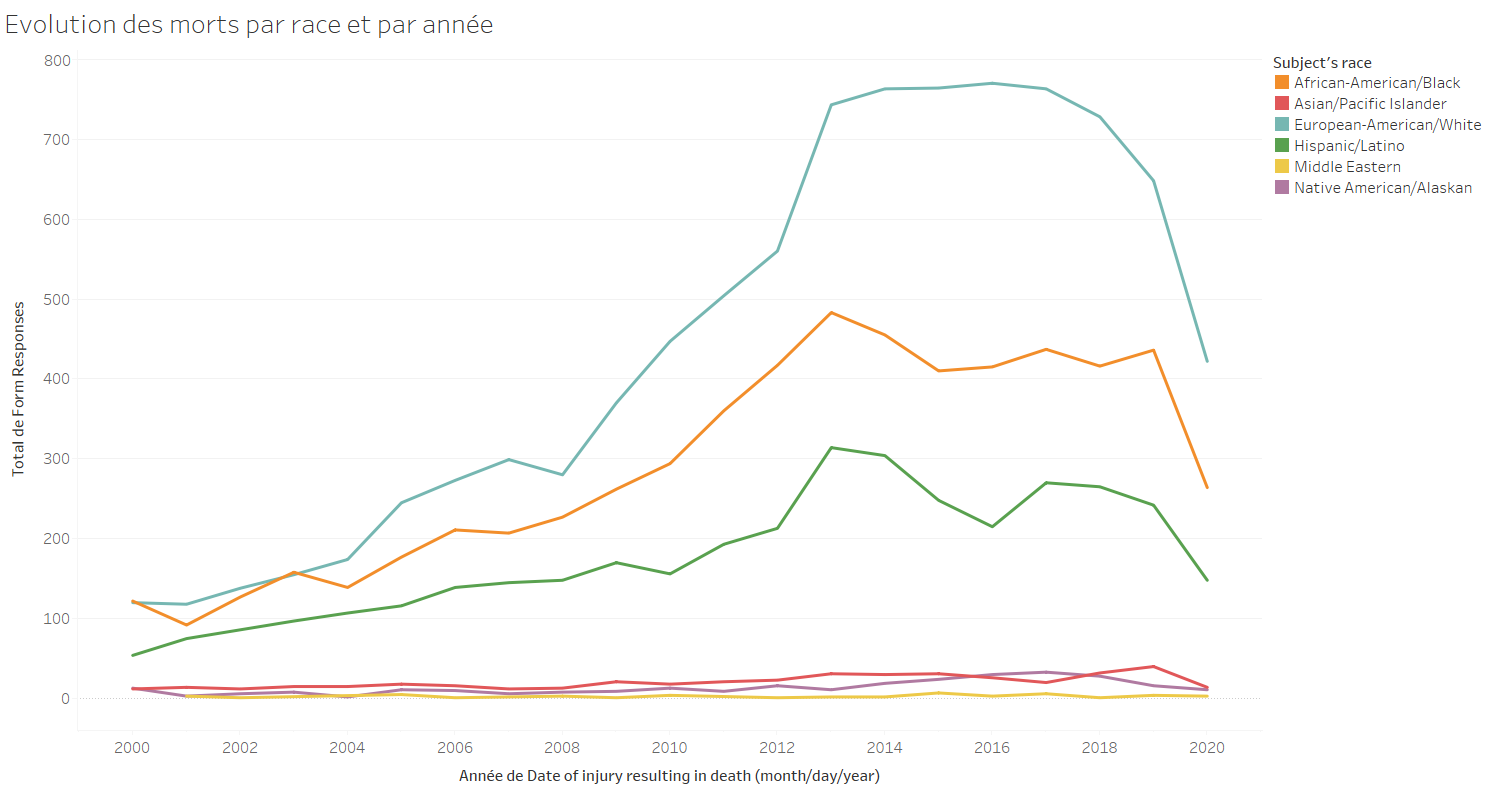 Evolution des morts par race et par année
800
700
600
500
400
300
200
100
0
Total de Form Responses
2000 2002 2004 2006 2008 2010 2012 2014 2016 2018 2020
Année de Date of injury resulting in death (month/day/year)
Subject's race
African-American/Black
Asian/Pacific Islander
European-American/White
Hispanic/Latino
Middle Eastern
Native American/Alaskan